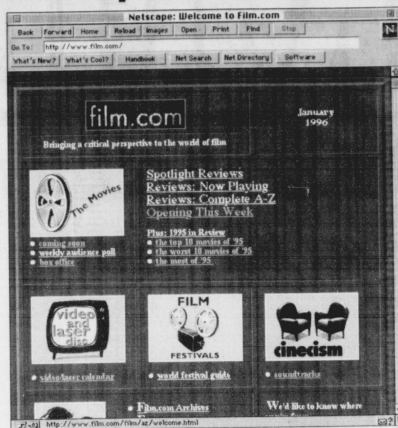 Netscape: Welcome to Film.com
Back Forward Home Reload Images Open Print Find Stop
N
Go To: http://www.film.com/
What's New? What's Cool? Handbook Net Search Net Directory Software
film.com
January
1996
Bringing a critical perspective to the world of film
The Movies
Spotlight Reviews
Reviews: Now Playing
Reviews: Complete A-Z
Opening This Week
Plus: 1995 in Review
the top 10 movies of '95
the worst 10 movies of '95
the most of '95
coming soon
weekly audience poll
box office
video
and
laser
disc
FILM
FESTIVALS
cinecism
video/laser calendar
world festival guide
soundtracks
Film.com Archives
We'd like to know where
http://www.film.com/film/az/welcome.html